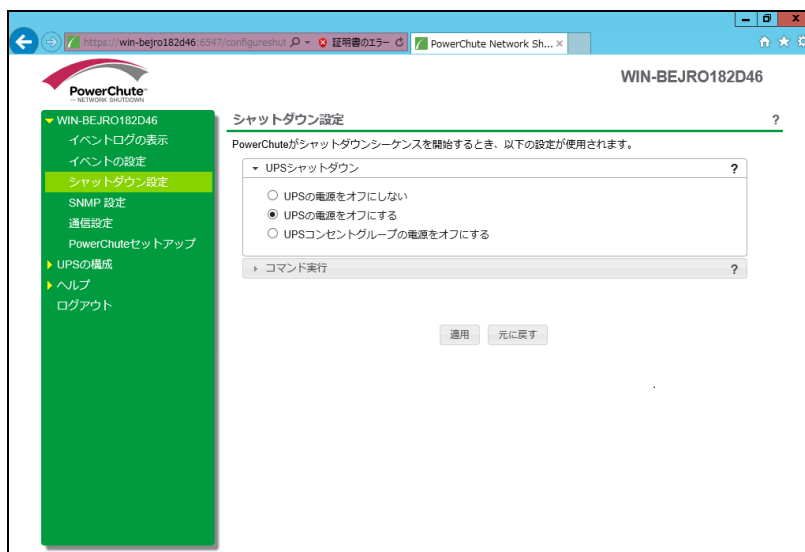 https://win-bejro182d46:6547/configureshut
証明書のエラー
PowerChute Network Sh...
PowerChute
NETWORK SHUTDOWN
WIN-BEJRO182D46
WIN-BEJRO182D46
イベントログの表示
イベントの設定
シャットダウン設定
SNMP 設定
通信設定
PowerChuteセットアップ
UPSの構成
ヘルプ
ログアウト
シャットダウン設定 ?
PowerChuteがシャットダウンシーケンスを開始するとき、以下の設定が使用されます。
UPSシャットダウン ?
UPSの電源をオフにしない
UPSの電源をオフにする
UPSコンセントグループの電源をオフにする
コマンド実行 ?
適用 元に戻す